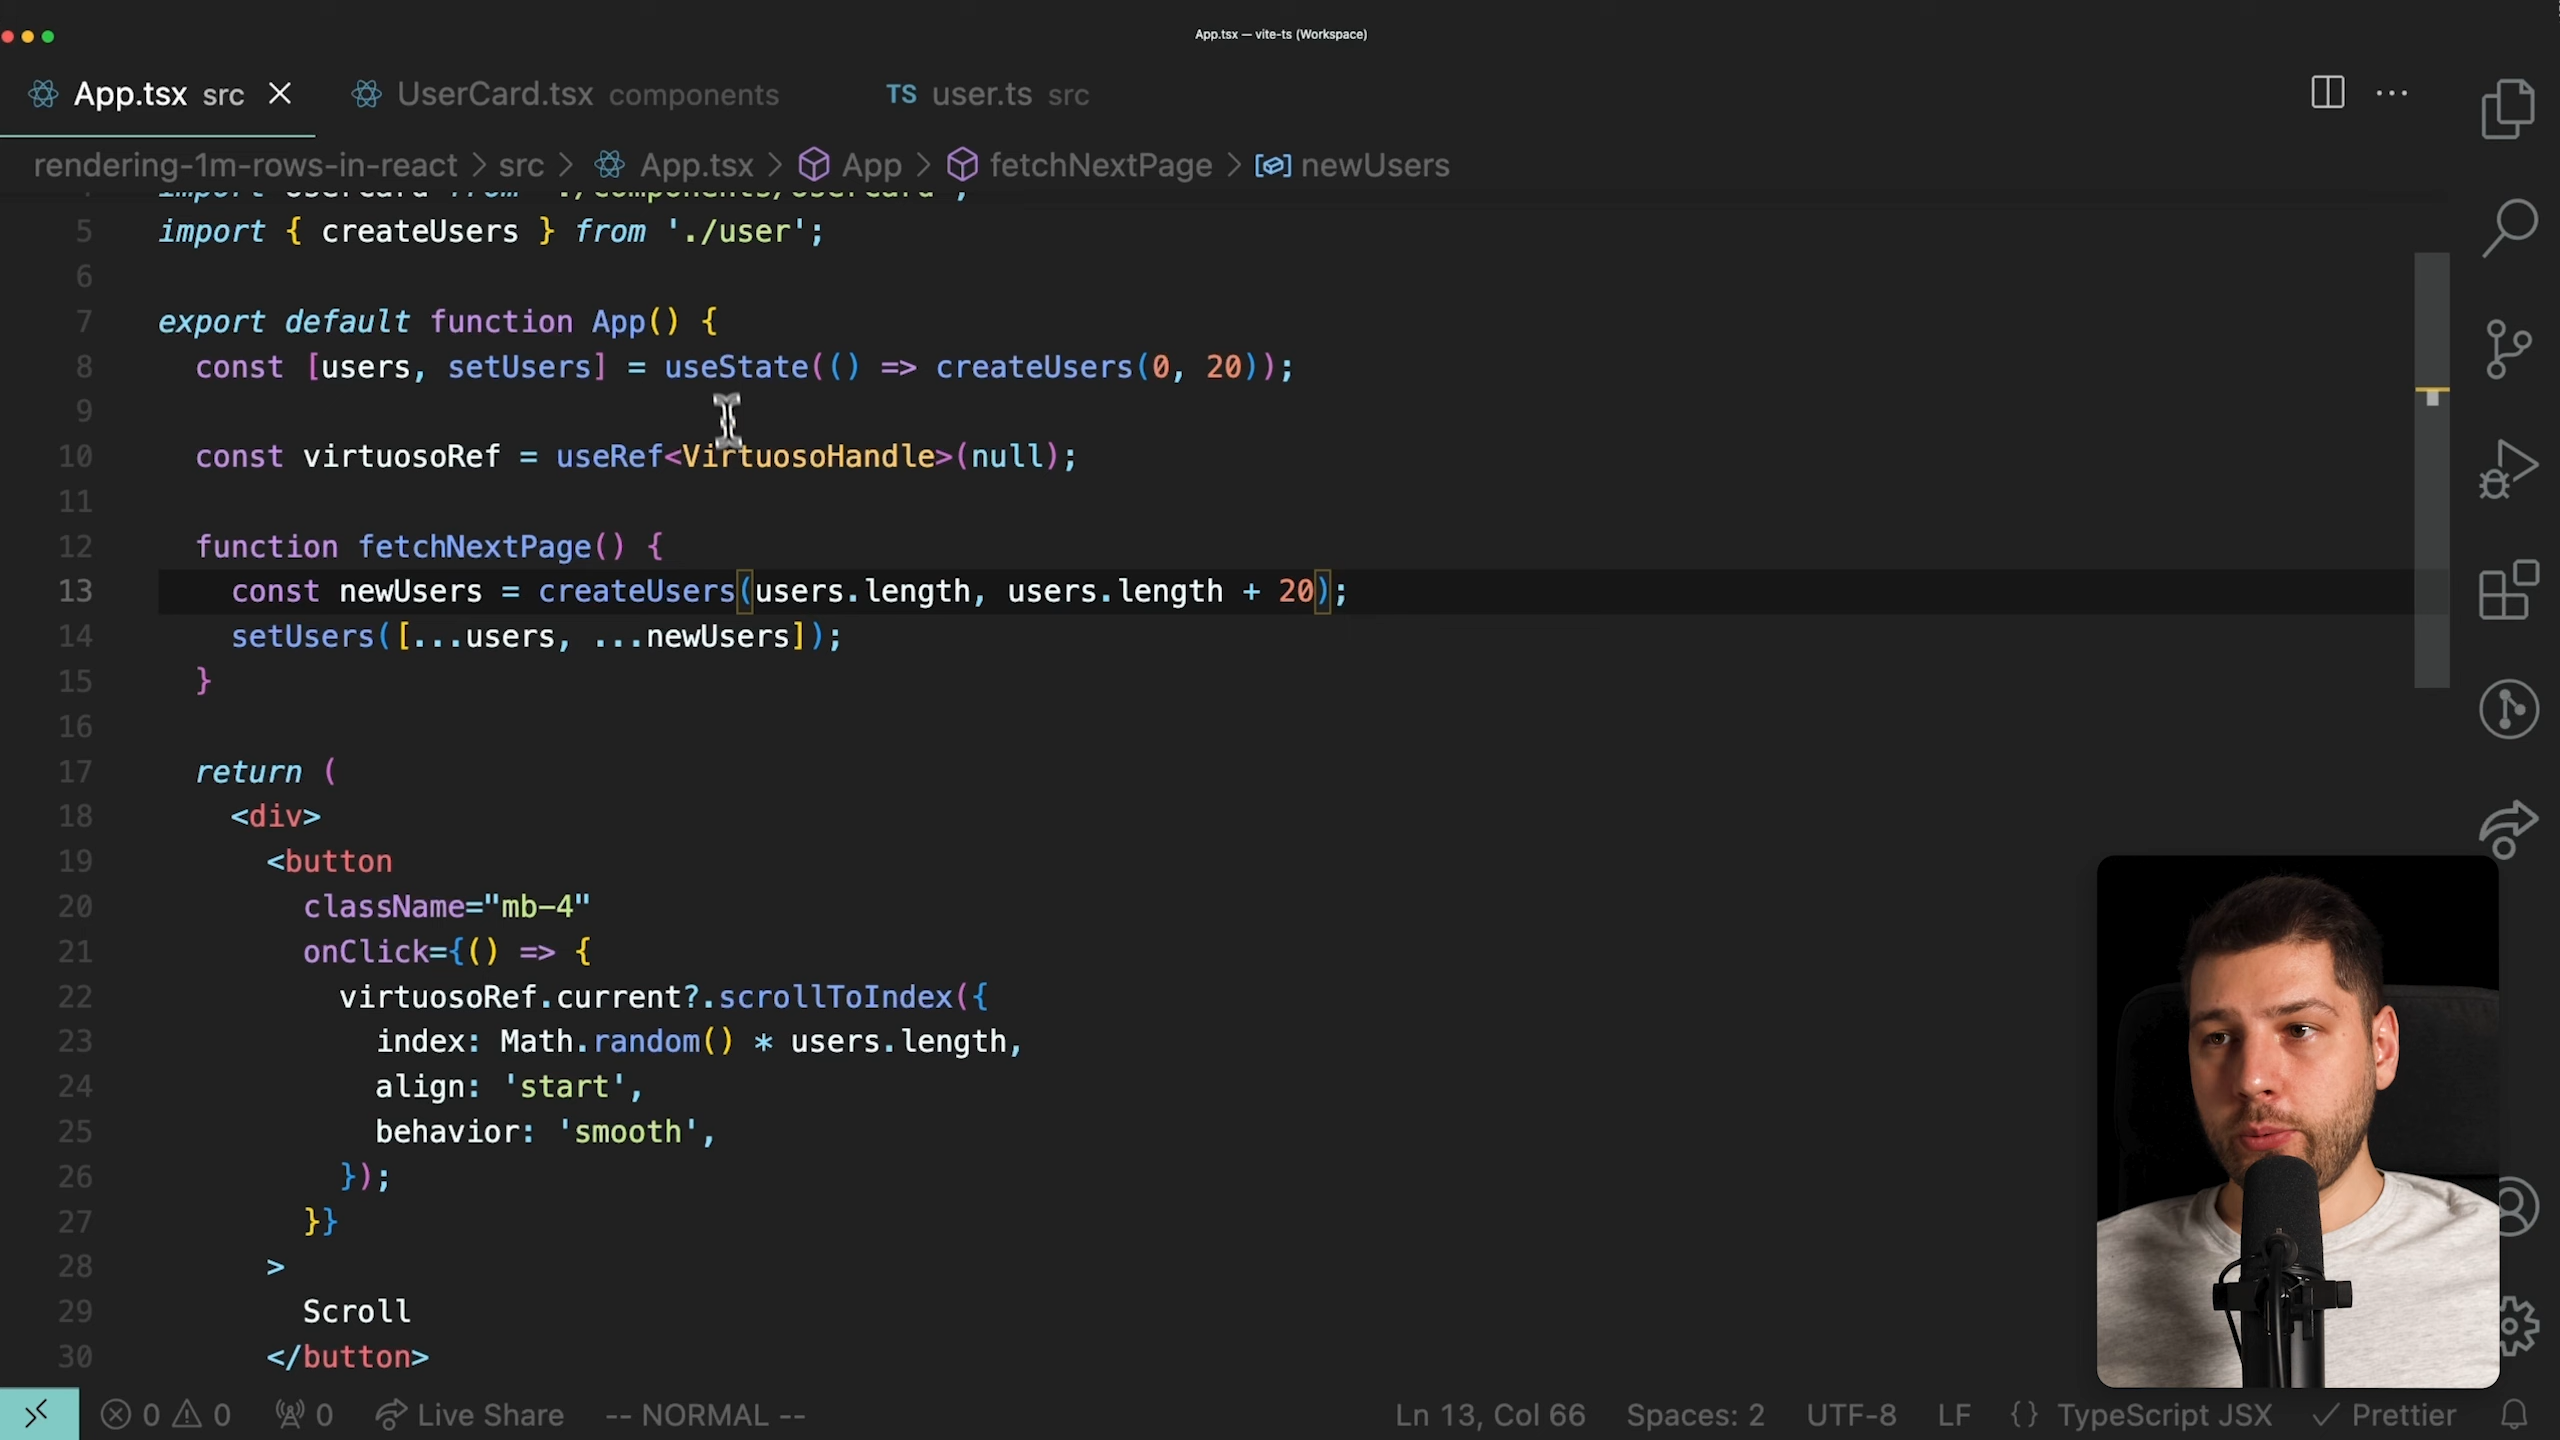 App.tsx — vite-ts (Workspace)
App.tsx src
UserCard.tsx components
TS user.ts src
rendering-1m-rows-in-react > src > App.tsx > App > fetchNextPage > newUsers
4 import UserCard from './components/UserCard';
5 import { createUsers } from './user';
6
7 export default function App() {
8 const [users, setUsers] = useState(() => createUsers(0, 20));
9
10 const virtuosoRef = useRef<VirtuosoHandle>(null);
11
12 function fetchNextPage() {
13 const newUsers = createUsers(users.length, users.length + 20);
14 setUsers([...users, ...newUsers]);
15 }
16
17 return (
18 <div>
19 <button
20 className="mb-4"
21 onClick={() => {
22 virtuosoRef.current?.scrollToIndex({
23 index: Math.random() * users.length,
24 align: 'start',
25 behavior: 'smooth',
26 });
27 }}
28 >
29 Scroll
30 </button>
0 0 0 Live Share -- NORMAL -- Ln 13, Col 66 Spaces: 2 UTF-8 LF {} TypeScript JSX Prettier